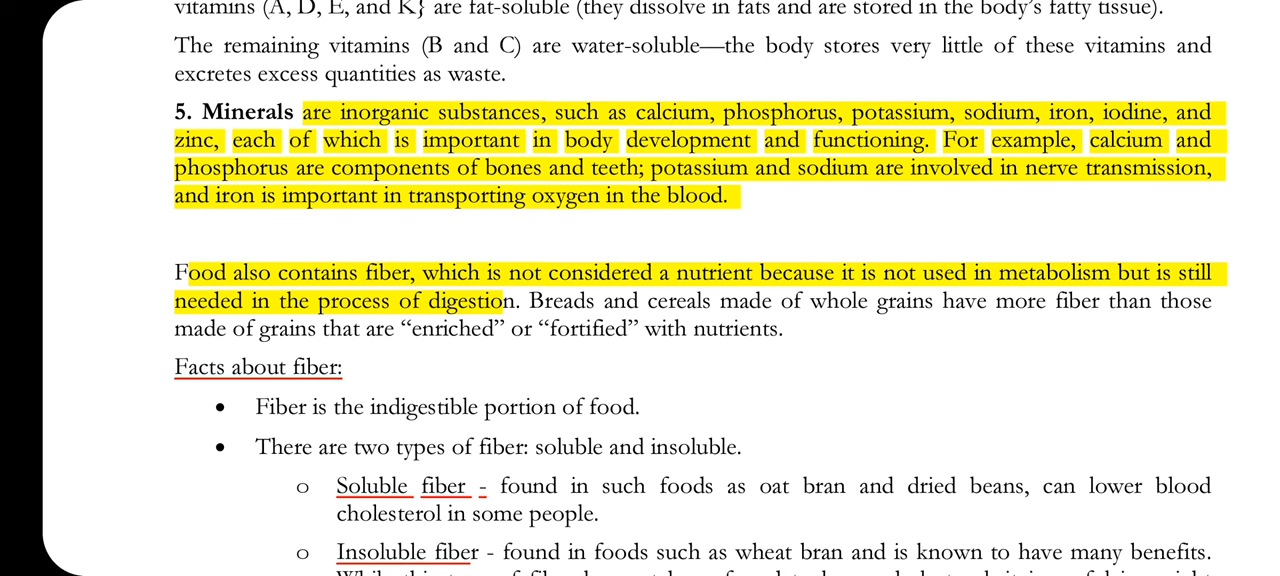 vitamins (A, D, E, and K} are fat-soluble (they dissolve in fats and are stored in the body's fatty tissue).
The remaining vitamins (B and C) are water-soluble—the body stores very little of these vitamins and
excretes excess quantities as waste.
5. Minerals are inorganic substances, such as calcium, phosphorus, potassium, sodium, iron, iodine, and
zinc, each of which is important in body development and functioning. For example, calcium and
phosphorus are components of bones and teeth; potassium and sodium are involved in nerve transmission,
and iron is important in transporting oxygen in the blood.
Food also contains fiber, which is not considered a nutrient because it is not used in metabolism but is still
needed in the process of digestion. Breads and cereals made of whole grains have more fiber than those
made of grains that are “enriched” or “fortified” with nutrients.
Facts about fiber:
• Fiber is the indigestible portion of food.
• There are two types of fiber: soluble and insoluble.
o Soluble fiber - found in such foods as oat bran and dried beans, can lower blood
cholesterol in some people.
o Insoluble fiber - found in foods such as wheat bran and is known to have many benefits.